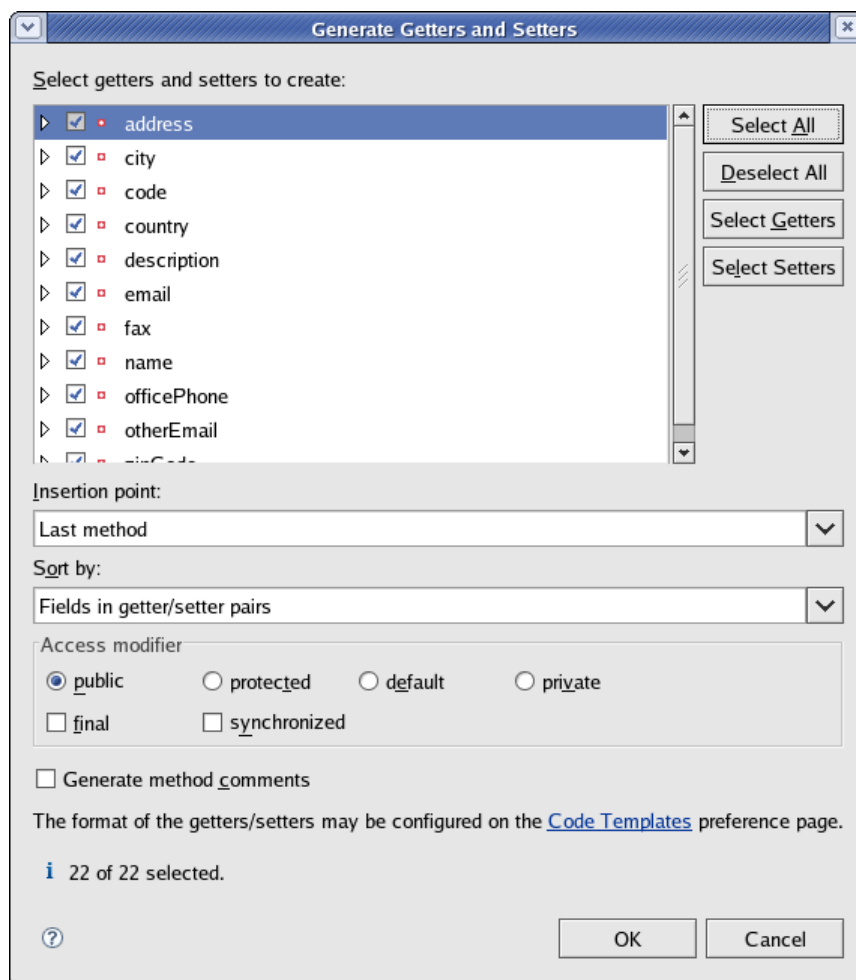 Generate Getters and Setters
Select getters and setters to create:
address
city
code
country
description
email
fax
name
officePhone
otherEmail
zipCode
Select All
Deselect All
Select Getters
Select Setters
Insertion point:
Last method
Sort by:
Fields in getter/setter pairs
Access modifier
public protected default private
final synchronized
Generate method comments
The format of the getters/setters may be configured on the Code Templates preference page.
22 of 22 selected.
OK Cancel